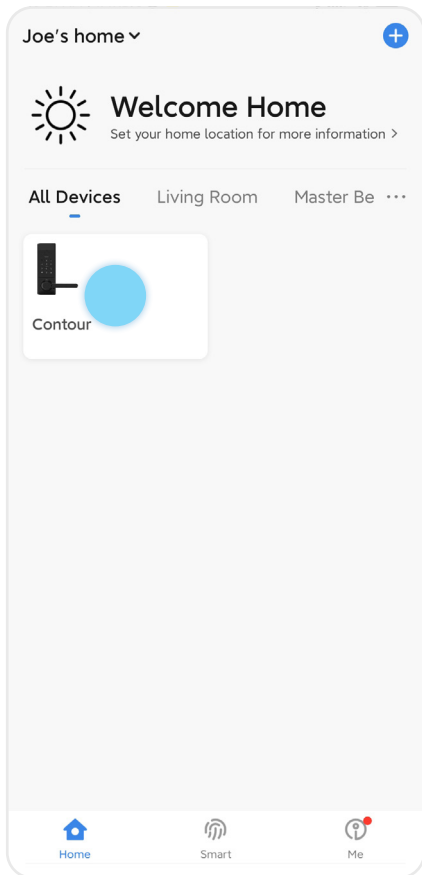 Joe's home
Welcome Home
Set your home location for more information >
All Devices Living Room Master Be ...
Contour
Home Smart Me